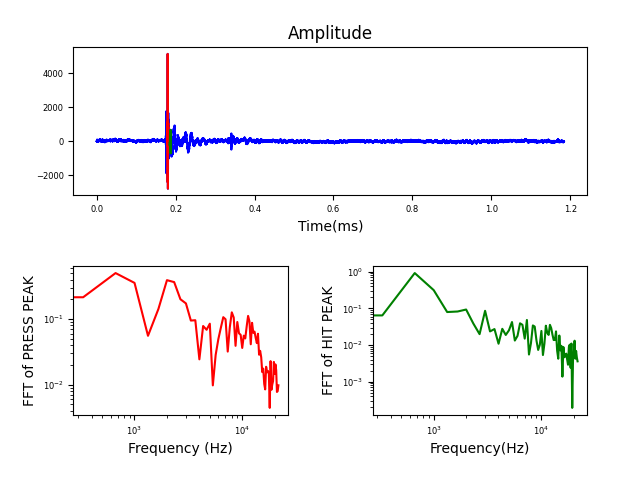 Amplitude
4000
2000
0
−2000
0.0 0.2 0.4 0.6 0.8 1.0 1.2
Time(ms)
FFT of PRESS PEAK
10⁻¹
10⁻²
10³ 10⁴
Frequency (Hz)
FFT of HIT PEAK
10⁰
10⁻¹
10⁻²
10⁻³
10³ 10⁴
Frequency(Hz)